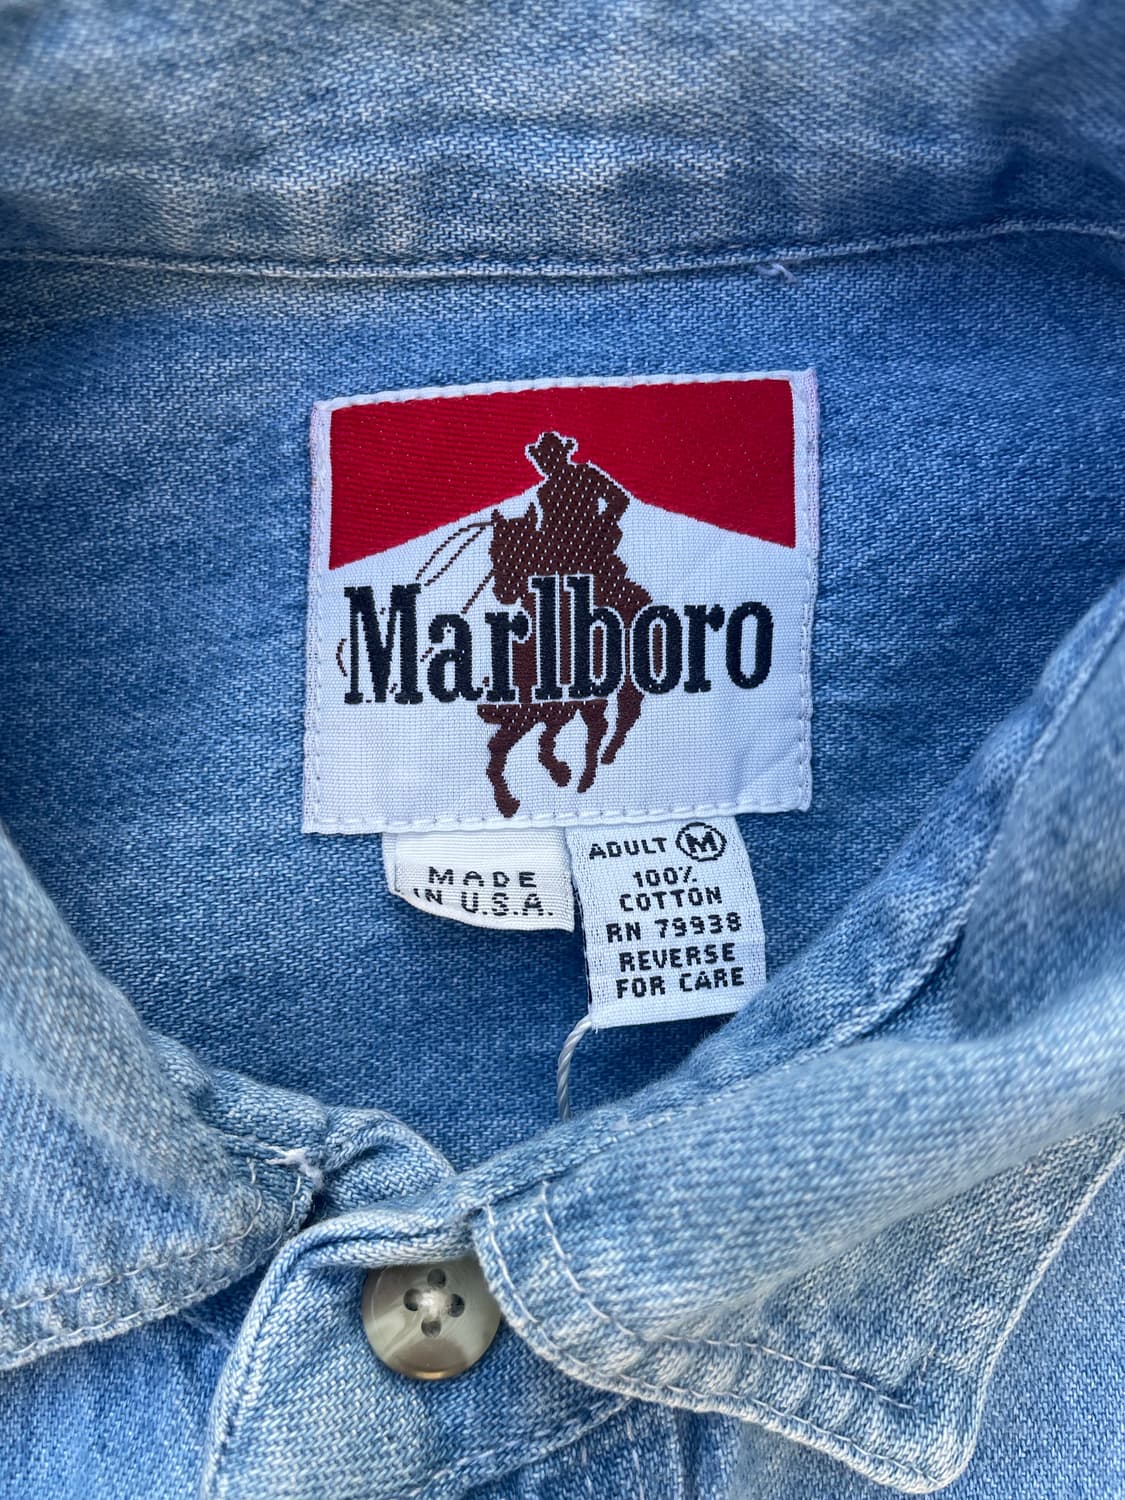 Marlboro
MADE
IN U.S.A.
ADULT M
100%
COTTON
RN 79938
REVERSE
FOR CARE